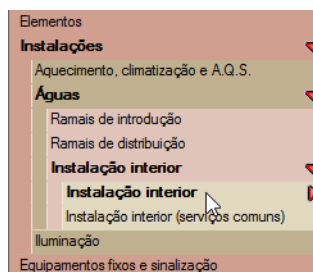 Elementos
Instalações
Aquecimento, climatização e A.Q.S.
Águas
Ramais de introdução
Ramais de distribuição
Instalação interior
Instalação interior
Instalação interior (serviços comuns)
Iluminação
Equipamentos fixos e sinalização